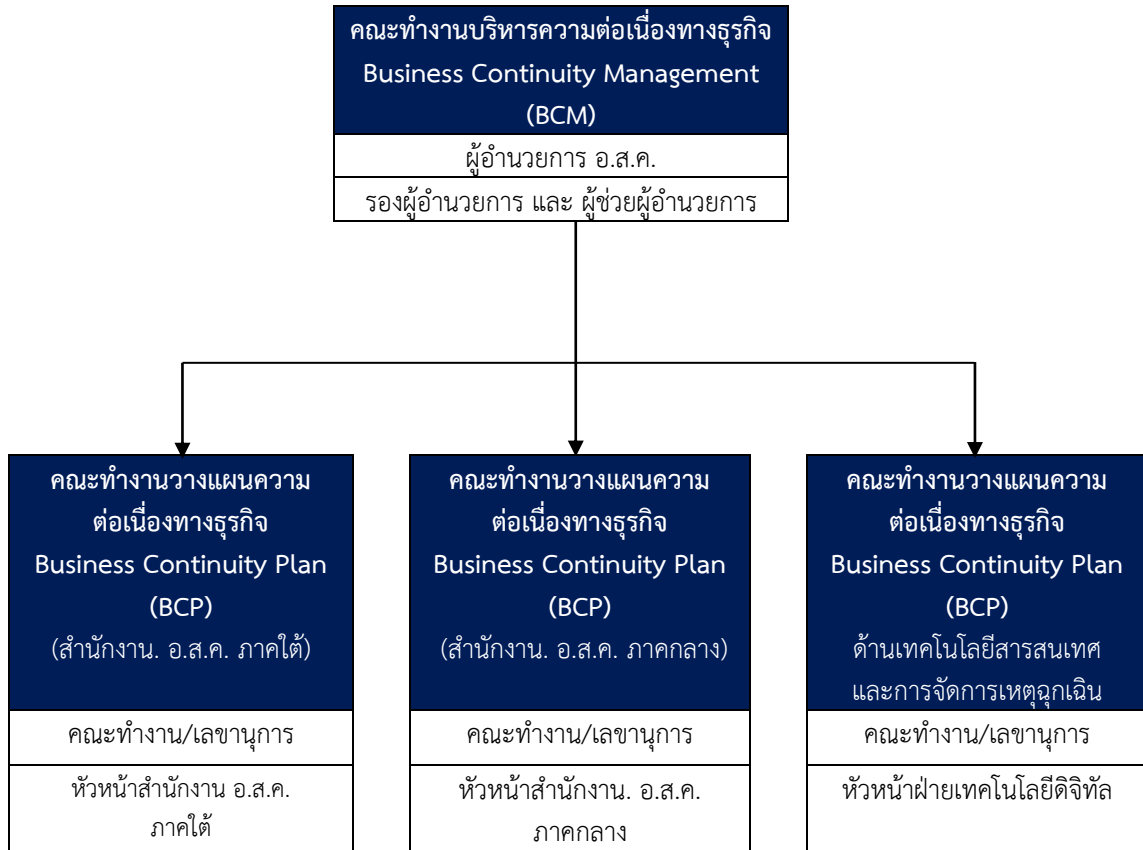 คณะทำงานบริหารความต่อเนื่องทางธุรกิจ
Business Continuity Management
(BCM)
ผู้อำนวยการ อ.ส.ค.
รองผู้อำนวยการ และ ผู้ช่วยผู้อำนวยการ
คณะทำงานวางแผนความ
ต่อเนื่องทางธุรกิจ
Business Continuity Plan
(BCP)
(สำนักงาน. อ.ส.ค. ภาคใต้)
คณะทำงาน/เลขานุการ
หัวหน้าสำนักงาน อ.ส.ค.
ภาคใต้
คณะทำงานวางแผนความ
ต่อเนื่องทางธุรกิจ
Business Continuity Plan
(BCP)
(สำนักงาน. อ.ส.ค. ภาคกลาง)
คณะทำงาน/เลขานุการ
หัวหน้าสำนักงาน. อ.ส.ค.
ภาคกลาง
คณะทำงานวางแผนความ
ต่อเนื่องทางธุรกิจ
Business Continuity Plan
(BCP)
ด้านเทคโนโลยีสารสนเทศ
และการจัดการเหตุฉุกเฉิน
คณะทำงาน/เลขานุการ
หัวหน้าฝ่ายเทคโนโลยีดิจิทัล